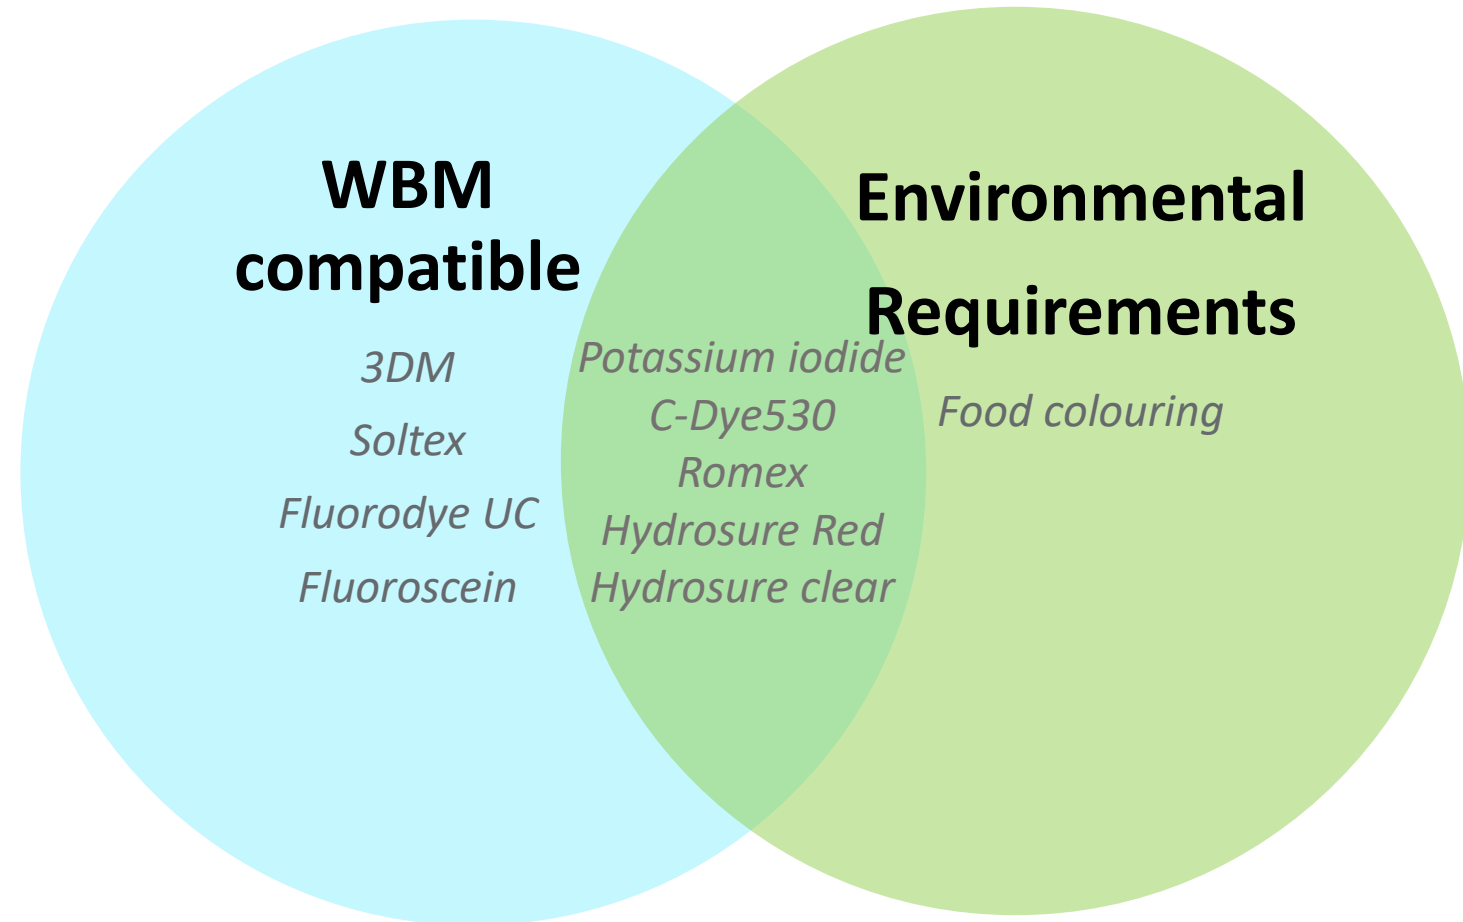 WBM
compatible
3DM
Soltex
Fluorodye UC
Fluoroscein
Potassium iodide
C-Dye530
Romex
Hydrosure Red
Hydrosure clear
Environmental
Requirements
Food colouring